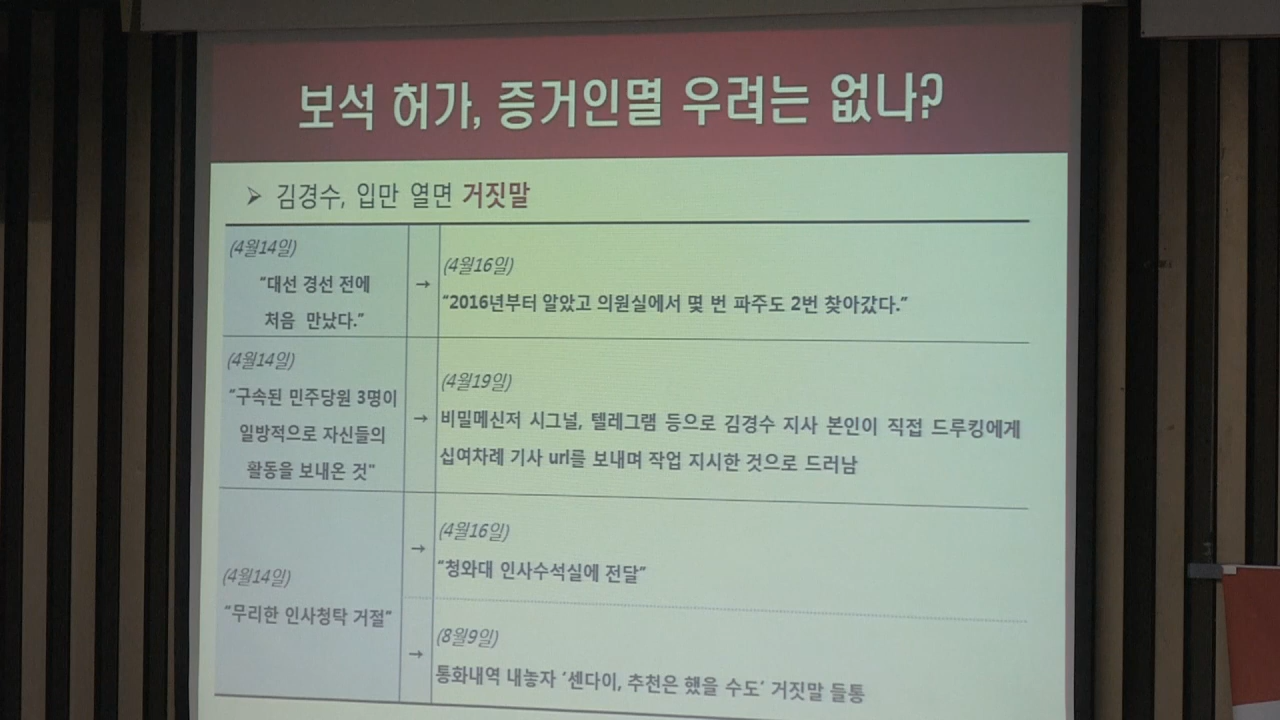 보석 허가, 증거인멸 우려는 없나?
➢ 김경수, 입만 열면 거짓말
(4월14일)
“대선 경선 전에
처음 만났다.”
→
(4월16일)
“2016년부터 알았고 의원실에서 몇 번 파주도 2번 찾아갔다.”
(4월14일)
“구속된 민주당원 3명이
일방적으로 자신들의
활동을 보내온 것"
→
(4월19일)
비밀메신저 시그널, 텔레그램 등으로 김경수 지사 본인이 직접 드루킹에게
십여차례 기사 url를 보내며 작업 지시한 것으로 드러남
(4월14일)
“무리한 인사청탁 거절”
→
(4월16일)
“청와대 인사수석실에 전달”
→
(8월9일)
통화내역 내놓자 ‘센다이, 추천은 했을 수도’ 거짓말 들통